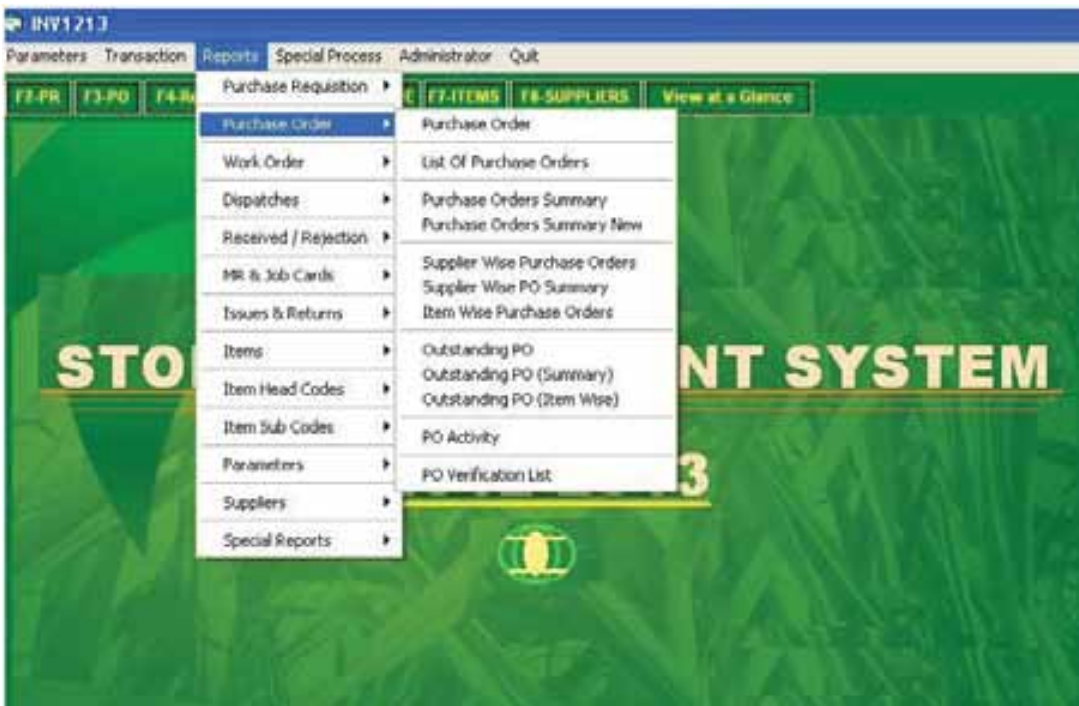 INV1213
Parameters Transaction Reports Special Process Administrator Quit
F2-PR F3-PO F7-ITEMS F8-SUPPLIERS View at a Glance
Purchase Requisition
Purchase Order
Work Order
Dispatches
Received / Rejection
MR & Job Cards
Issues & Returns
Items
Item Head Codes
Item Sub Codes
Parameters
Suppliers
Special Reports
Purchase Order
List Of Purchase Orders
Purchase Orders Summary
Purchase Orders Summary New
Supplier Wise Purchase Orders
Supplier Wise PO Summary
Item Wise Purchase Orders
Outstanding PO
Outstanding PO (Summary)
Outstanding PO (Item Wise)
PO Activity
PO Verification List
SYSTEM